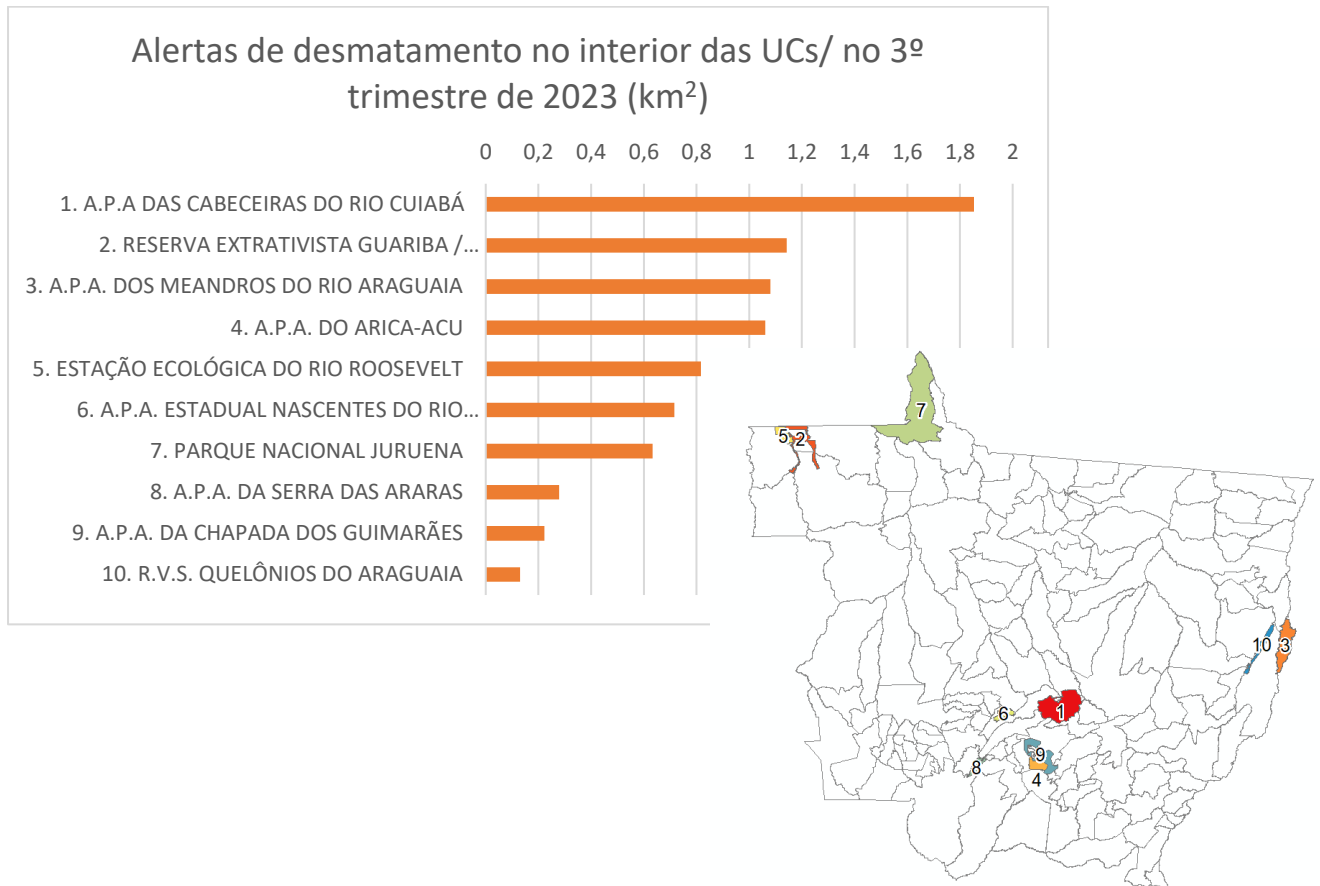 Alertas de desmatamento no interior das UCs/ no 3º
trimestre de 2023 (km²)
0 0,2 0,4 0,6 0,8 1 1,2 1,4 1,6 1,8 2
1. A.P.A DAS CABECEIRAS DO RIO CUIABÁ
2. RESERVA EXTRATIVISTA GUARIBA /...
3. A.P.A. DOS MEANDROS DO RIO ARAGUAIA
4. A.P.A. DO ARICA-ACU
5. ESTAÇÃO ECOLÓGICA DO RIO ROOSEVELT
6. A.P.A. ESTADUAL NASCENTES DO RIO...
7. PARQUE NACIONAL JURUENA
8. A.P.A. DA SERRA DAS ARARAS
9. A.P.A. DA CHAPADA DOS GUIMARÃES
10. R.V.S. QUELÔNIOS DO ARAGUAIA
7
5 2
10 3
6 1
9
8
4